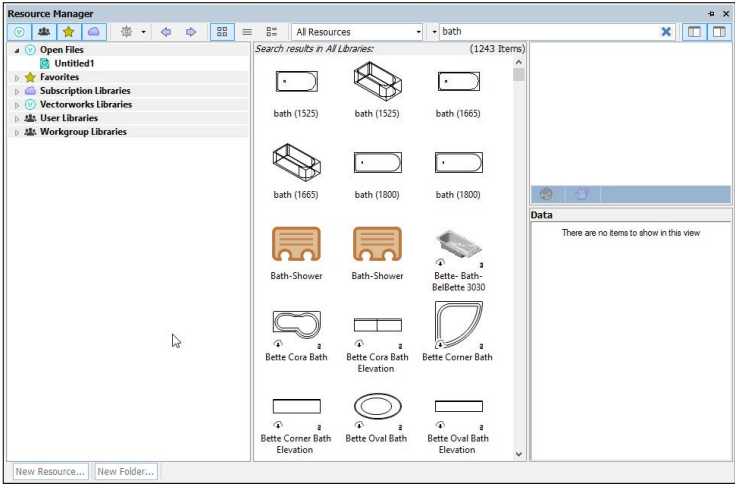 Resource Manager
All Resources
bath
Open Files
Untitled1
Favorites
Subscription Libraries
Vectorworks Libraries
User Libraries
Workgroup Libraries
Search results in All Libraries: (1243 Items)
bath (1525) bath (1525) bath (1665)
bath (1665) bath (1800) bath (1800)
Bath-Shower Bath-Shower Bette- Bath-
BelBette 3030
Bette Cora Bath Bette Cora Bath Bette Corner Bath
Elevation
Bette Corner Bath Bette Oval Bath Bette Oval Bath
Elevation Elevation
Data
There are no items to show in this view
New Resource... New Folder...